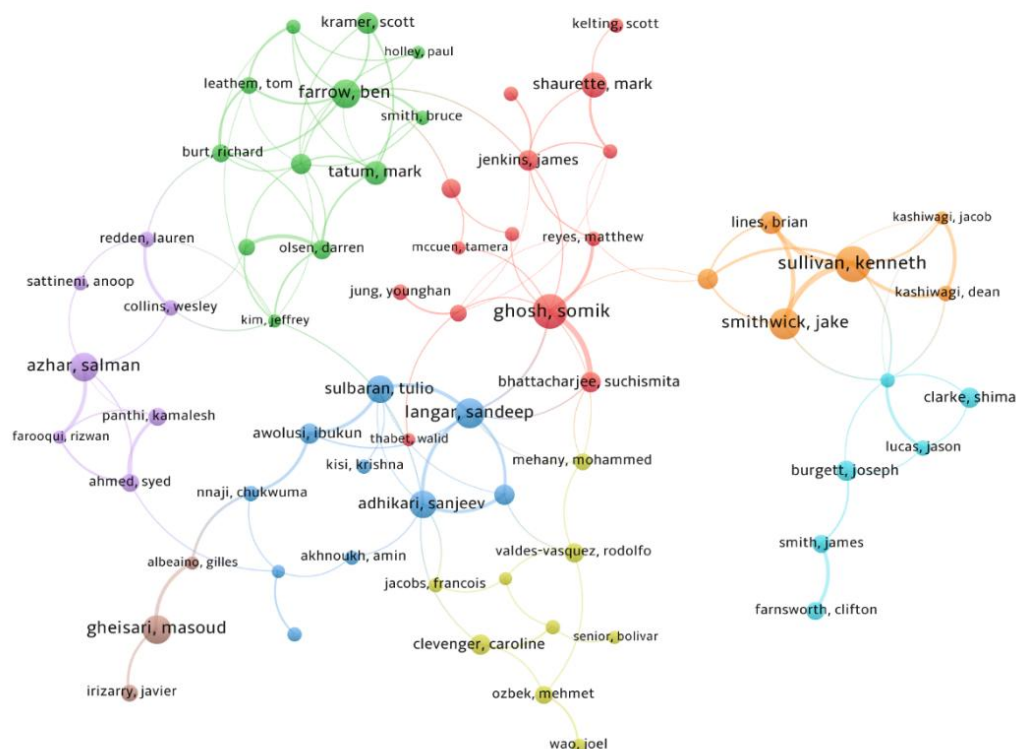 kramer, scott
kelting, scott
holley, paul
leathem, tom
farrow, ben
shaurette, mark
smith, bruce
burt, richard
tatum, mark
jenkins, james
redden, lauren
olsen, darren
mccuen, tamera
reyes, matthew
lines, brian
kashiwagi, jacob
sattineni, anoop
sullivan, kenneth
jung, younghan
kashiwagi, dean
collins, wesley
ghosh, somik
kim, jeffrey
smithwick, jake
azhar, salman
sulbaran, tulio
bhattacharjee, suchismita
langar, sandeep
clarke, shima
panthi, kamalesh
farooqui, rizwan
awolusi, ibukun
thabet, walid
lucas, jason
kisi, krishna
mehany, mohammed
burgett, joseph
ahmed, syed
nnaji, chukwuma
adhikari, sanjeev
smith, james
albeaino, gilles
akhnoukh, amin
valdes-vasquez, rodolfo
jacobs, francois
farnsworth, clifton
gheisari, masoud
clevenger, caroline
senior, bolivar
irizarry, javier
ozbek, mehmet
wao, joel